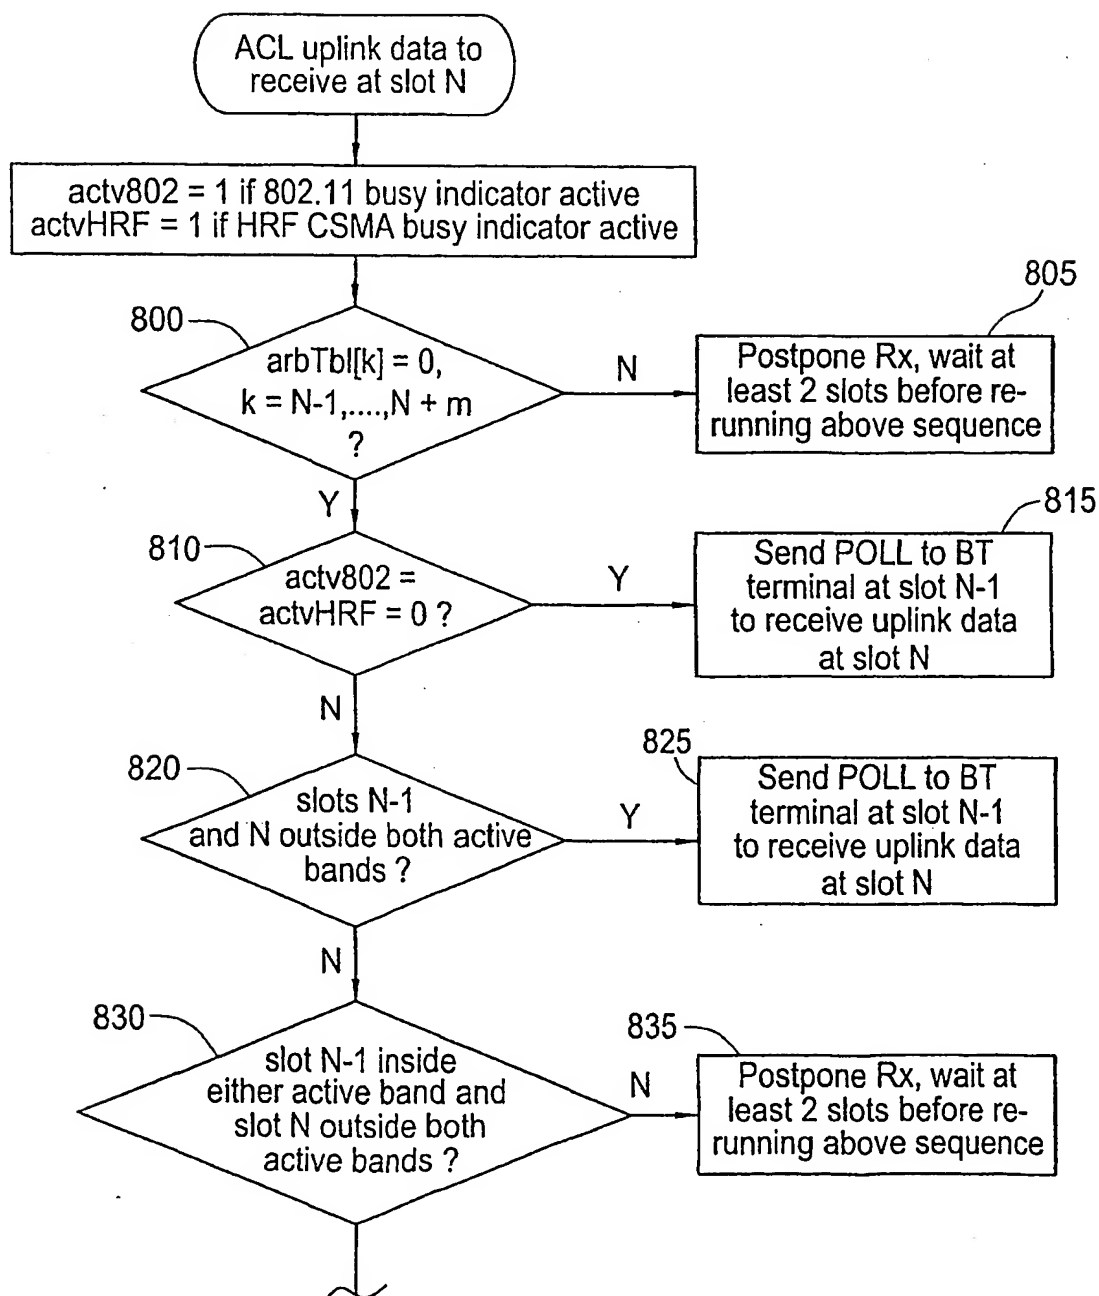 ACL uplink data to
receive at slot N
actv802 = 1 if 802.11 busy indicator active
actvHRF = 1 if HRF CSMA busy indicator active
800
arbTbl[k] = 0,
k = N-1,....,N + m
?
N
805
Postpone Rx, wait at
least 2 slots before re-
running above sequence
Y
810
actv802 =
actvHRF = 0 ?
Y
815
Send POLL to BT
terminal at slot N-1
to receive uplink data
at slot N
N
820
slots N-1
and N outside both active
bands ?
Y
825
Send POLL to BT
terminal at slot N-1
to receive uplink data
at slot N
N
830
slot N-1 inside
either active band and
slot N outside both
active bands ?
N
835
Postpone Rx, wait at
least 2 slots before re-
running above sequence